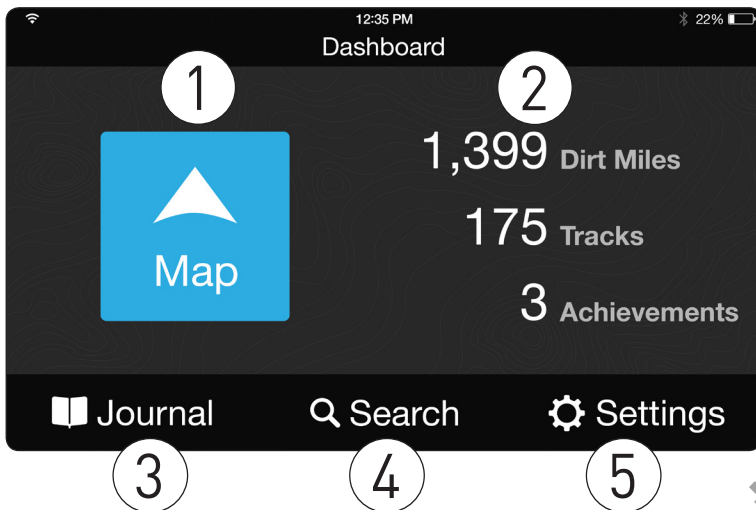 12:35 PM 22%
Dashboard
1 2
Map
1,399 Dirt Miles
175 Tracks
3 Achievements
Journal Search Settings
3 4 5